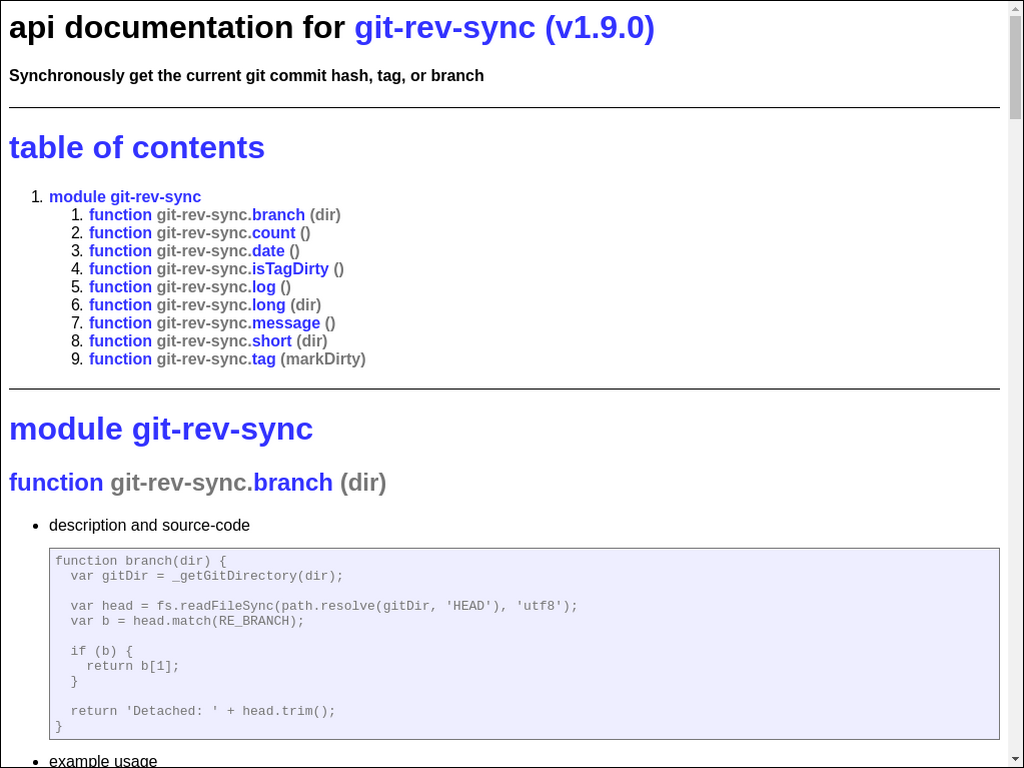 api documentation for git-rev-sync (v1.9.0)
Synchronously get the current git commit hash, tag, or branch
table of contents
1. module git-rev-sync
1. function git-rev-sync.branch (dir)
2. function git-rev-sync.count ()
3. function git-rev-sync.date ()
4. function git-rev-sync.isTagDirty ()
5. function git-rev-sync.log ()
6. function git-rev-sync.long (dir)
7. function git-rev-sync.message ()
8. function git-rev-sync.short (dir)
9. function git-rev-sync.tag (markDirty)
module git-rev-sync
function git-rev-sync.branch (dir)
• description and source-code
function branch(dir) {
  var gitDir = _getGitDirectory(dir);
  var head = fs.readFileSync(path.resolve(gitDir, 'HEAD'), 'utf8');
  var b = head.match(RE_BRANCH);
  if (b) {
    return b[1];
  }
  return 'Detached: ' + head.trim();
}
• example usage